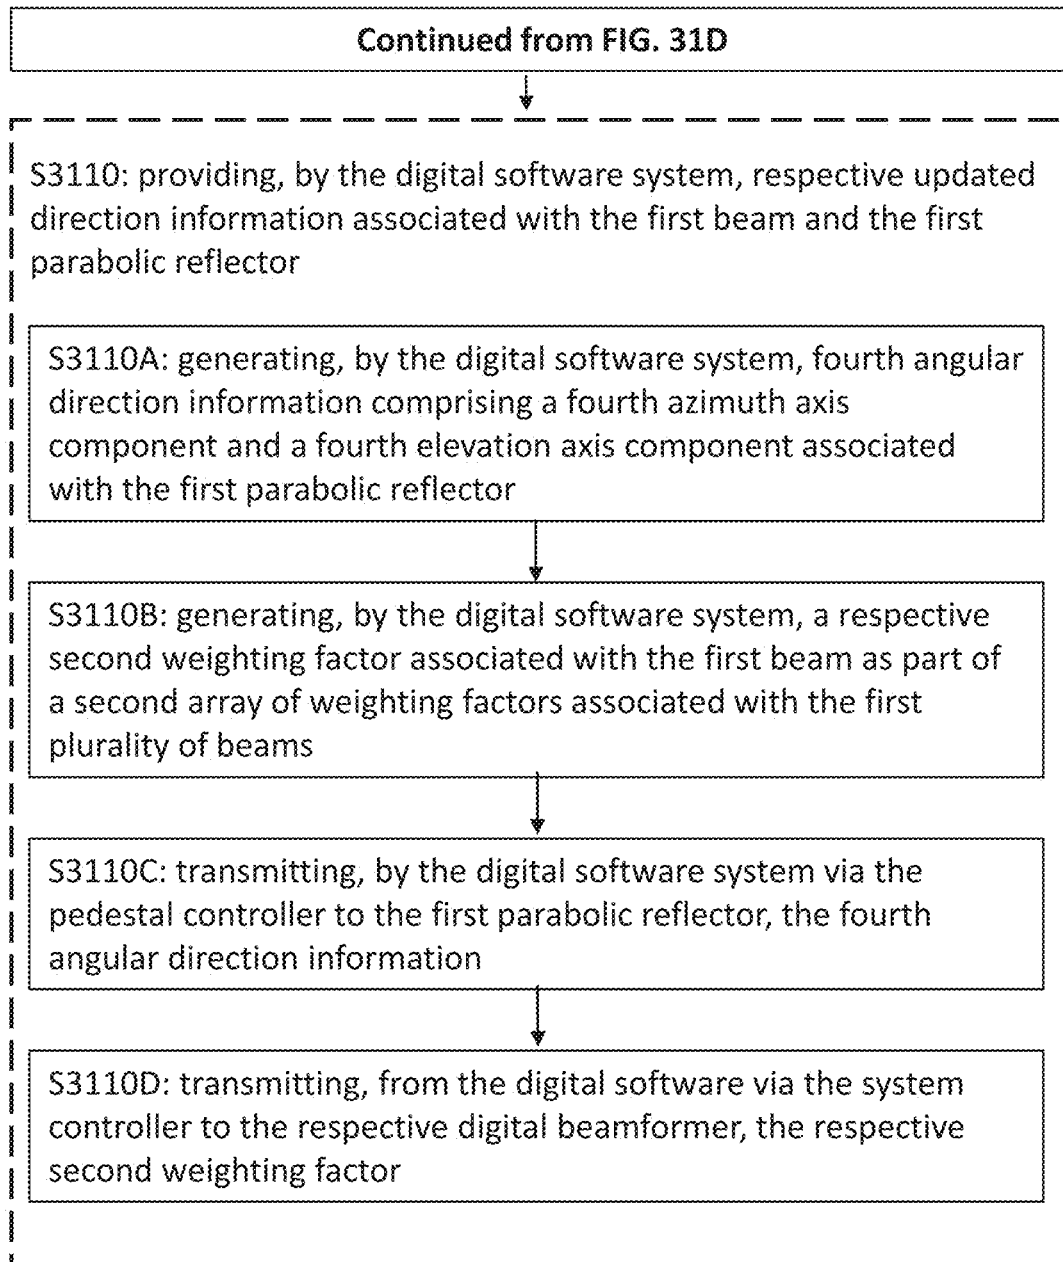 Continued from FIG. 31D
S3110: providing, by the digital software system, respective updated
direction information associated with the first beam and the first
parabolic reflector
S3110A: generating, by the digital software system, fourth angular
direction information comprising a fourth azimuth axis
component and a fourth elevation axis component associated
with the first parabolic reflector
S3110B: generating, by the digital software system, a respective
second weighting factor associated with the first beam as part of
a second array of weighting factors associated with the first
plurality of beams
S3110C: transmitting, by the digital software system via the
pedestal controller to the first parabolic reflector, the fourth
angular direction information
S3110D: transmitting, from the digital software via the system
controller to the respective digital beamformer, the respective
second weighting factor